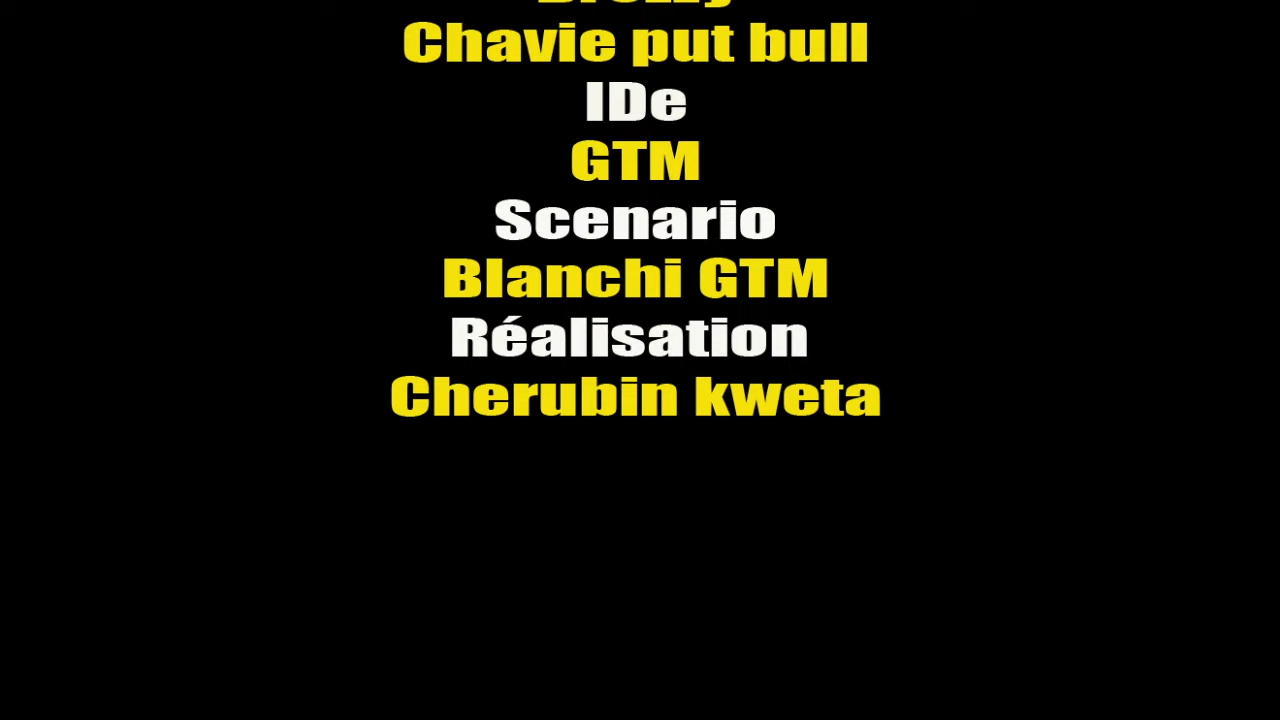 Chavie put bull
IDe
GTM
Scenario
Blanchi GTM
Réalisation
Cherubin kweta